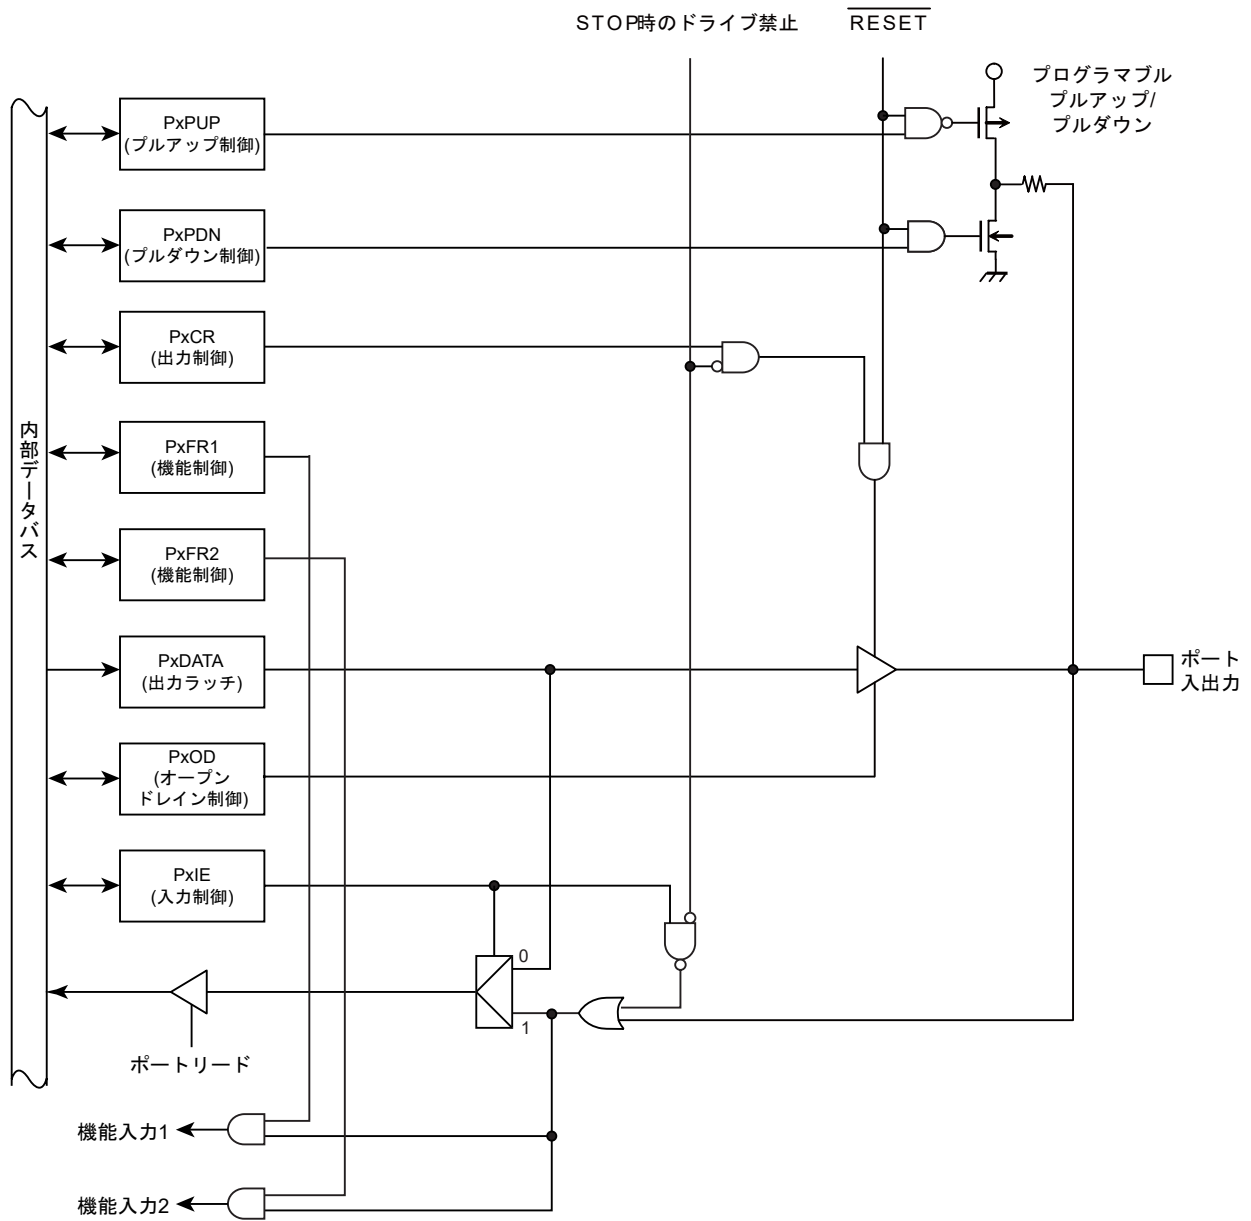 STOP時のドライブ禁止
RESET
プログラマブル
プルアップ/
プルダウン
PxPUP
(プルアップ制御)
PxPDN
(プルダウン制御)
PxCR
(出力制御)
内部データバス
PxFR1
(機能制御)
PxFR2
(機能制御)
PxDATA
(出力ラッチ)
ポート
入出力
PxOD
(オープン
ドレイン制御)
PxIE
(入力制御)
0
1
ポートリード
機能入力1
機能入力2